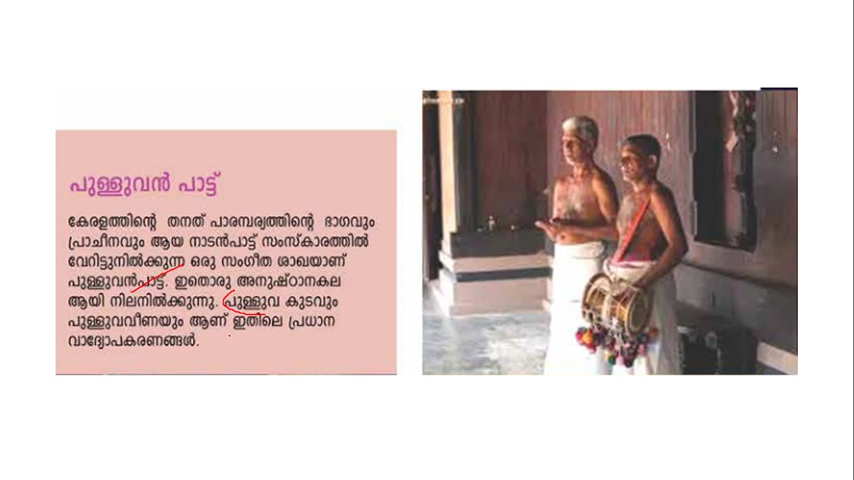 പുള്ളുവൻ പാട്ട്
കേരളത്തിന്റെ തനത് പാരമ്പര്യത്തിന്റെ ഭാഗവും
പ്രാചീനവും ആയ നാടൻപാട്ട് സംസ്കാരത്തിൽ
വേറിട്ടുനിൽക്കുന്ന ഒരു സംഗീത ശാഖയാണ്
പുള്ളുവൻപാട്ട്. ഇതൊരു അനുഷ്ഠാനകല
ആയി നിലനിൽക്കുന്നു. പുള്ളുവ കുടവും
പുള്ളുവവീണയും ആണ് ഇതിലെ പ്രധാന
വാദ്യോപകരണങ്ങൾ.